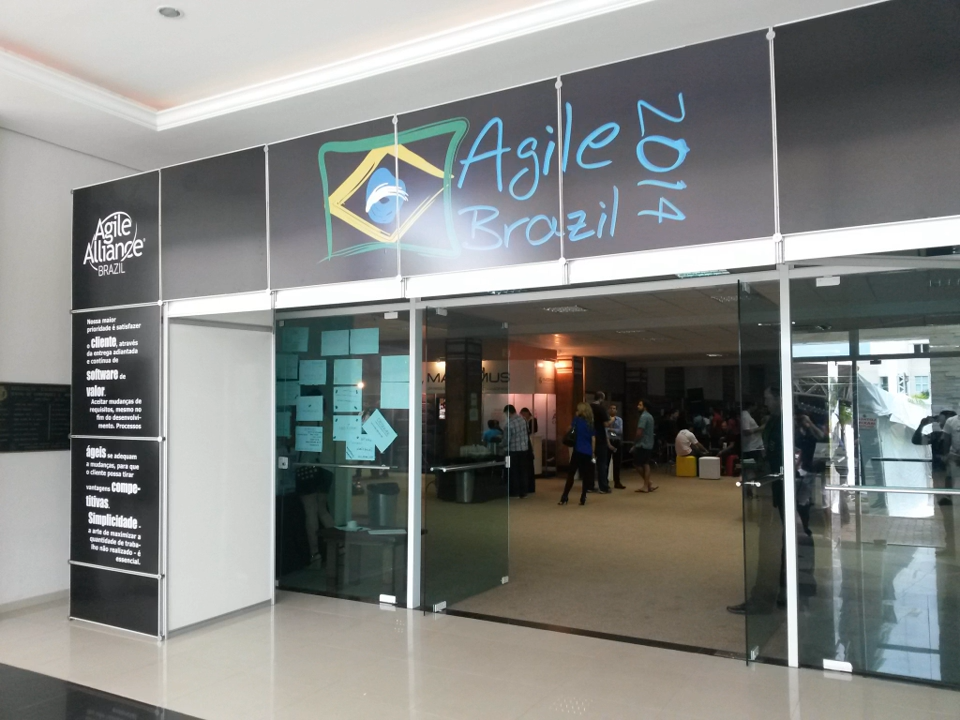 Agile
Brazil
2014
Agile
Alliance®
BRAZIL
Nossa maior
prioridade é satisfazer
o cliente, através
da entrega adiantada
e contínua de
software de
valor.
Aceitar mudanças de
requisitos, mesmo no
fim do desenvolvi-
mento. Processos
ágeis se adequam
a mudanças, para que
o cliente possa tirar
vantagens compe-
titivas.
Simplicidade -
a arte de maximizar a
quantidade de traba-
lho não realizado - é
essencial.